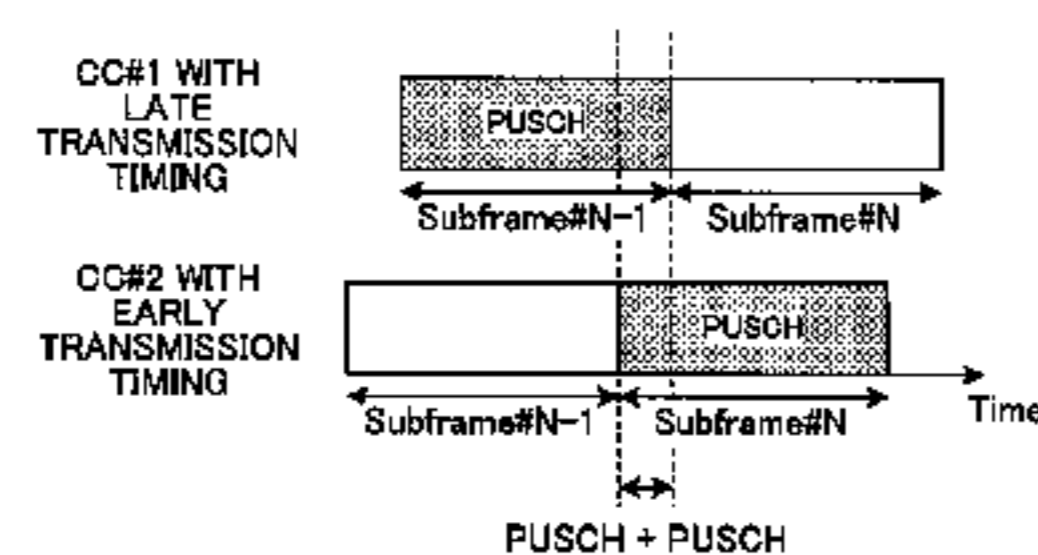 CC#1 WITH
LATE
TRANSMISSION
TIMING
PUSCH
Subframe#N-1
Subframe#N
CC#2 WITH
EARLY
TRANSMISSION
TIMING
PUSCH
Subframe#N-1
Subframe#N
Time
PUSCH + PUSCH